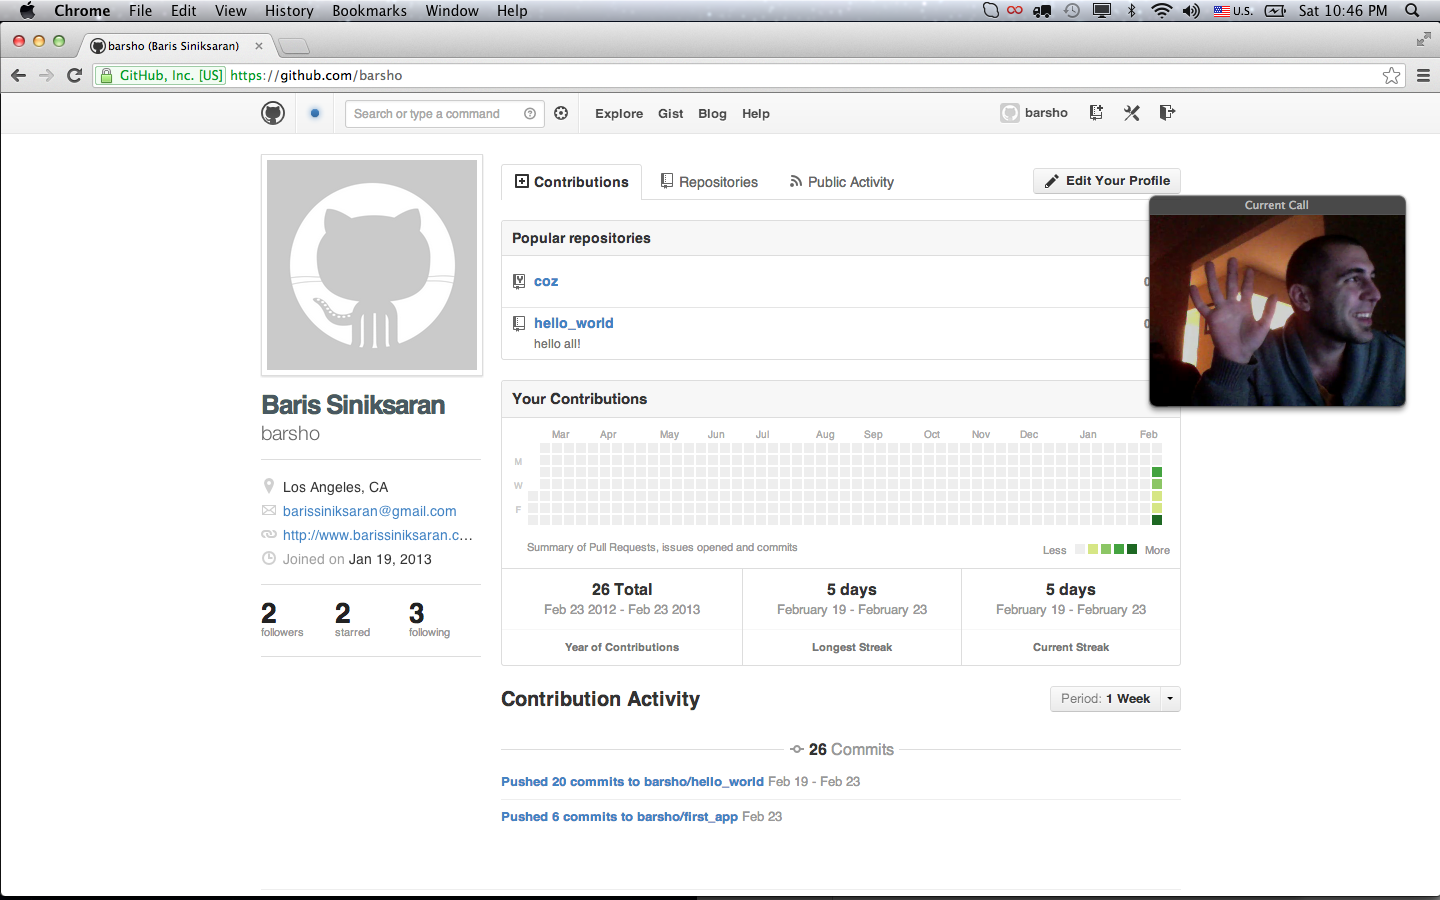 Chrome File Edit View History Bookmarks Window Help U.S. Sat 10:46 PM
barsho (Baris Siniksaran)
GitHub, Inc. [US] https://github.com/barsho
Search or type a command Explore Gist Blog Help barsho
Contributions Repositories Public Activity Edit Your Profile
Current Call
Popular repositories
coz 0
hello_world 0
hello all!
Baris Siniksaran
barsho
Los Angeles, CA
barissiniksaran@gmail.com
http://www.barissiniksaran.c...
Joined on Jan 19, 2013
2 2 3
followers starred following
Your Contributions
Mar Apr May Jun Jul Aug Sep Oct Nov Dec Jan Feb
M
W
F
Summary of Pull Requests, issues opened and commits Less More
26 Total 5 days 5 days
Feb 23 2012 - Feb 23 2013 February 19 - February 23 February 19 - February 23
Year of Contributions Longest Streak Current Streak
Contribution Activity Period: 1 Week
26 Commits
Pushed 20 commits to barsho/hello_world Feb 19 - Feb 23
Pushed 6 commits to barsho/first_app Feb 23